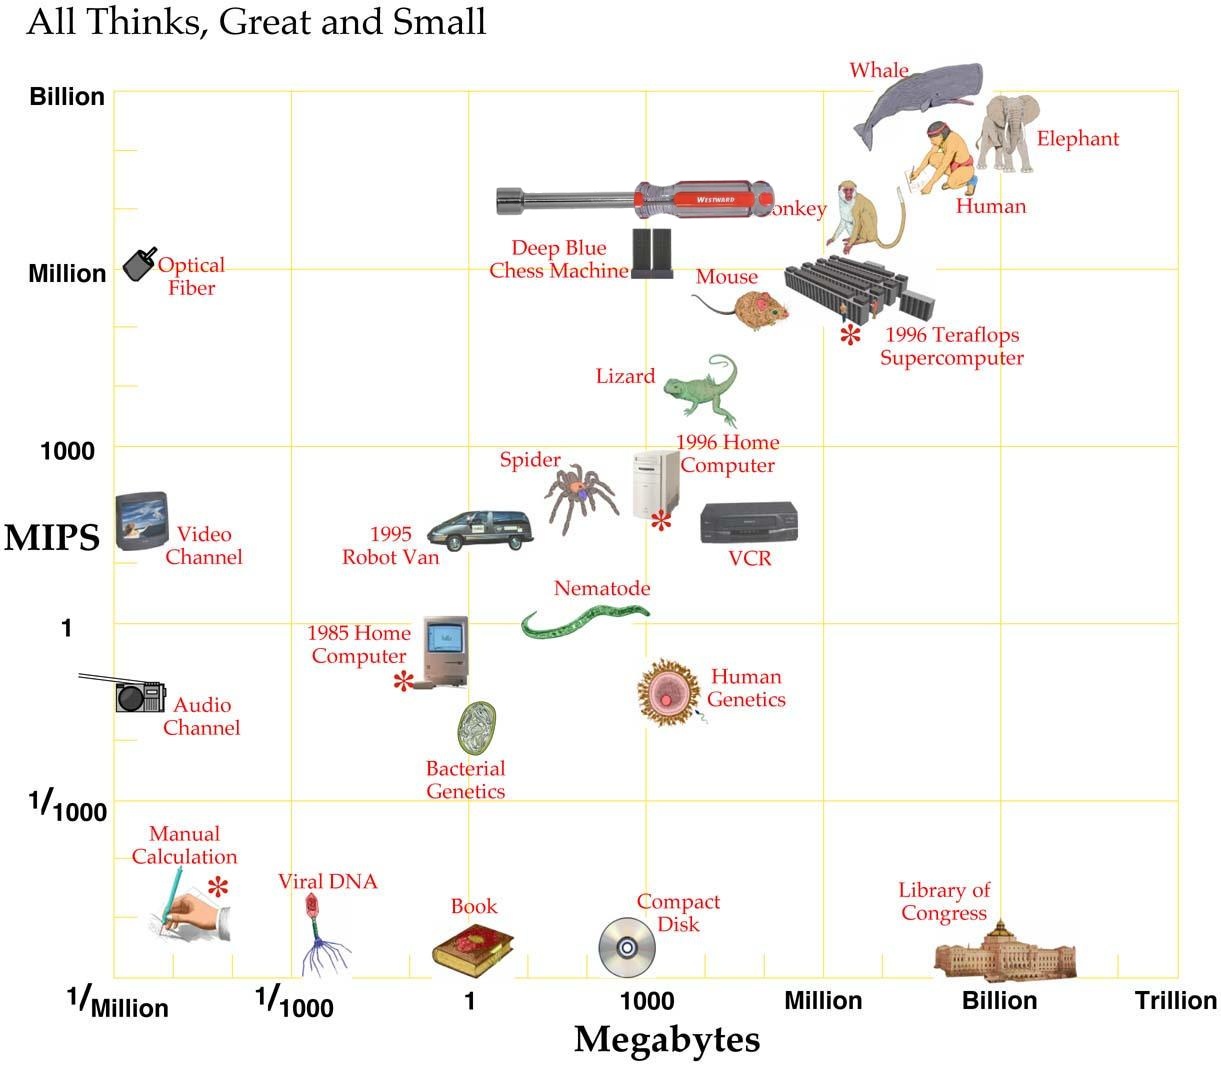 All Thinks, Great and Small
Billion
Whale
Elephant
Human
WESTWARD
onkey
Deep Blue
Chess Machine
Million
Optical
Fiber
Mouse
1996 Teraflops
Supercomputer
*
Lizard
1000
1996 Home
Computer
*
Spider
MIPS
Video
Channel
1995
Robot Van
VCR
Nematode
1
1985 Home
Computer
*
Human
Genetics
Audio
Channel
Bacterial
Genetics
1/1000
Manual
Calculation
*
Viral DNA
Book
Compact
Disk
Library of
Congress
1/Million
1/1000
1
1000
Million
Billion
Trillion
Megabytes